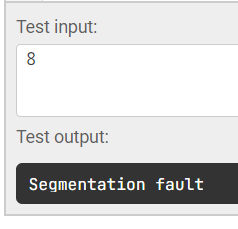 Test input:
8
Test output:
Segmentation fault